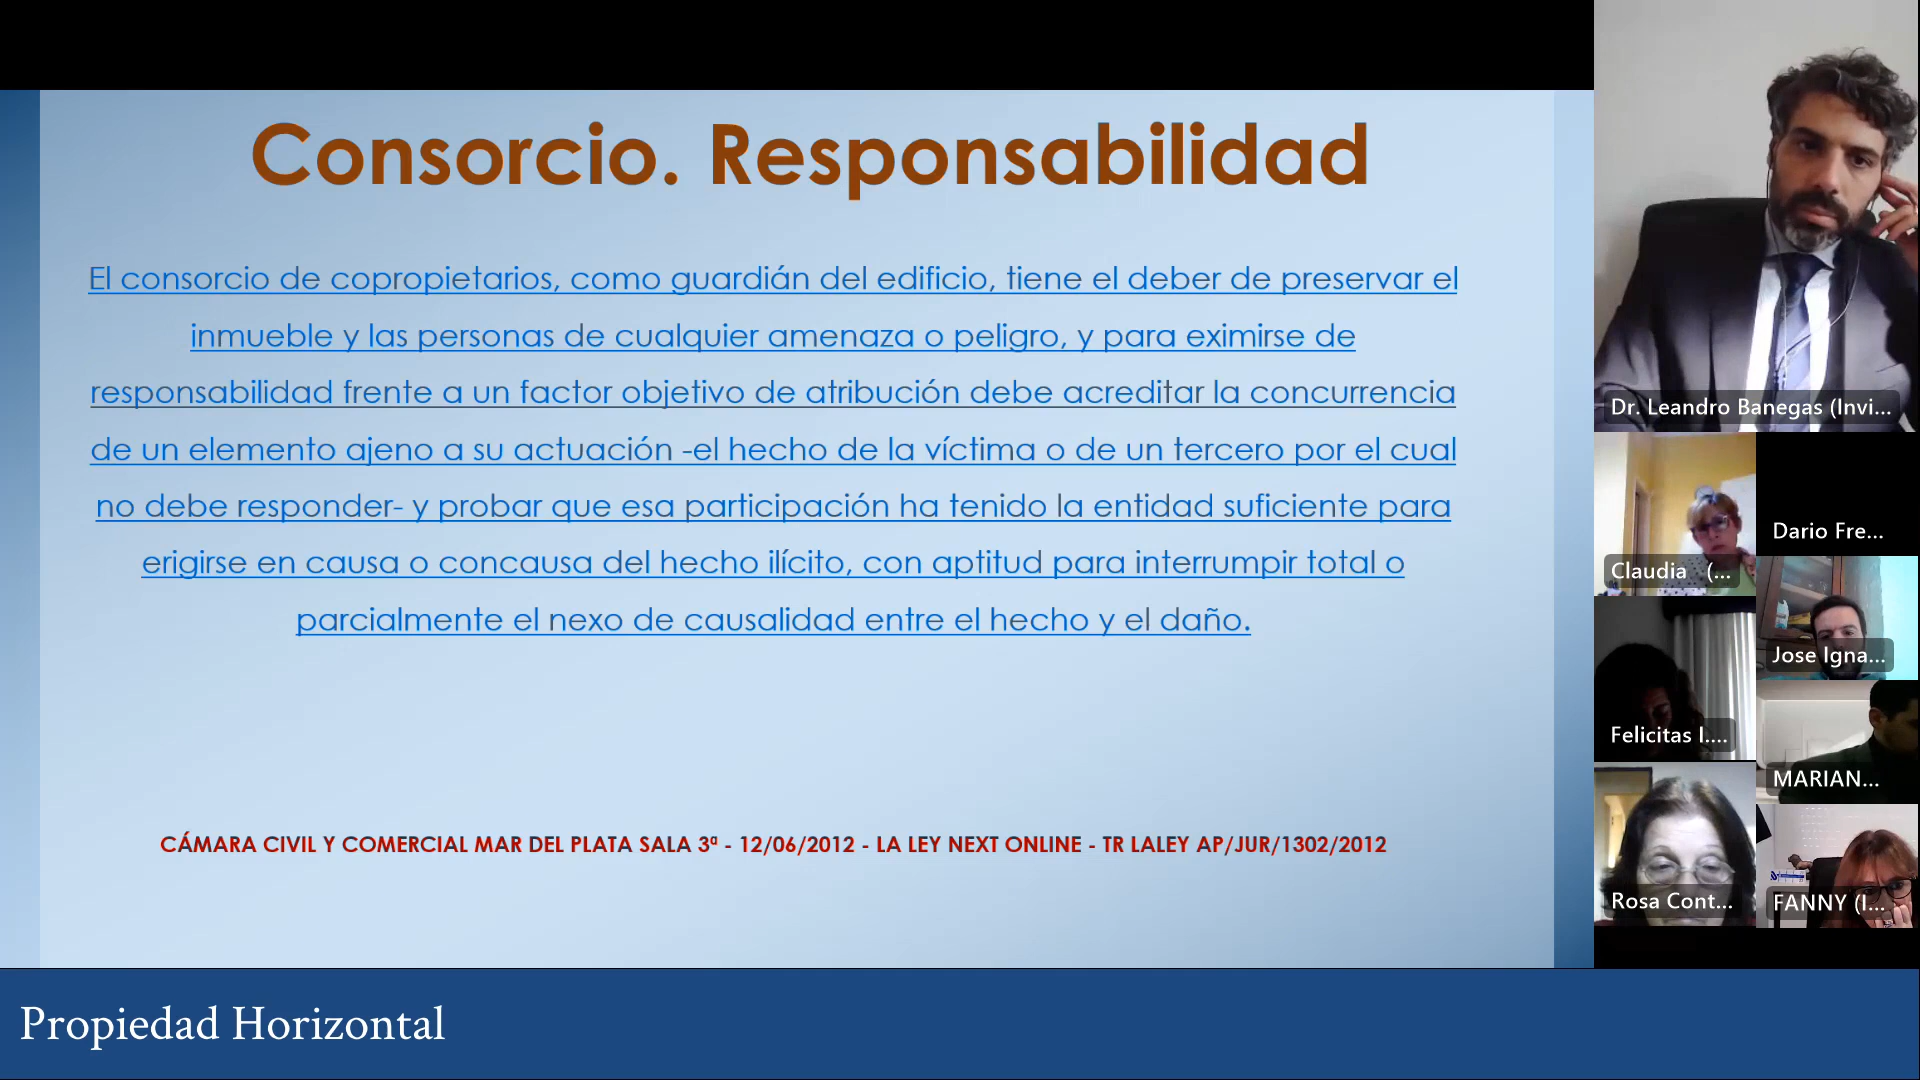 Consorcio. Responsabilidad
El consorcio de copropietarios, como guardián del edificio, tiene el deber de preservar el
inmueble y las personas de cualquier amenaza o peligro, y para eximirse de
responsabilidad frente a un factor objetivo de atribución debe acreditar la concurrencia
de un elemento ajeno a su actuación -el hecho de la víctima o de un tercero por el cual
no debe responder- y probar que esa participación ha tenido la entidad suficiente para
erigirse en causa o concausa del hecho ilícito, con aptitud para interrumpir total o
parcialmente el nexo de causalidad entre el hecho y el daño.
CÁMARA CIVIL Y COMERCIAL MAR DEL PLATA SALA 3ª - 12/06/2012 - LA LEY NEXT ONLINE - TR LALEY AP/JUR/1302/2012
Dr. Leandro Banegas (Invi...
Claudia (...
Dario Fre...
Jose Igna...
Felicitas I....
MARIAN...
Rosa Cont...
FANNY (I...
Propiedad Horizontal